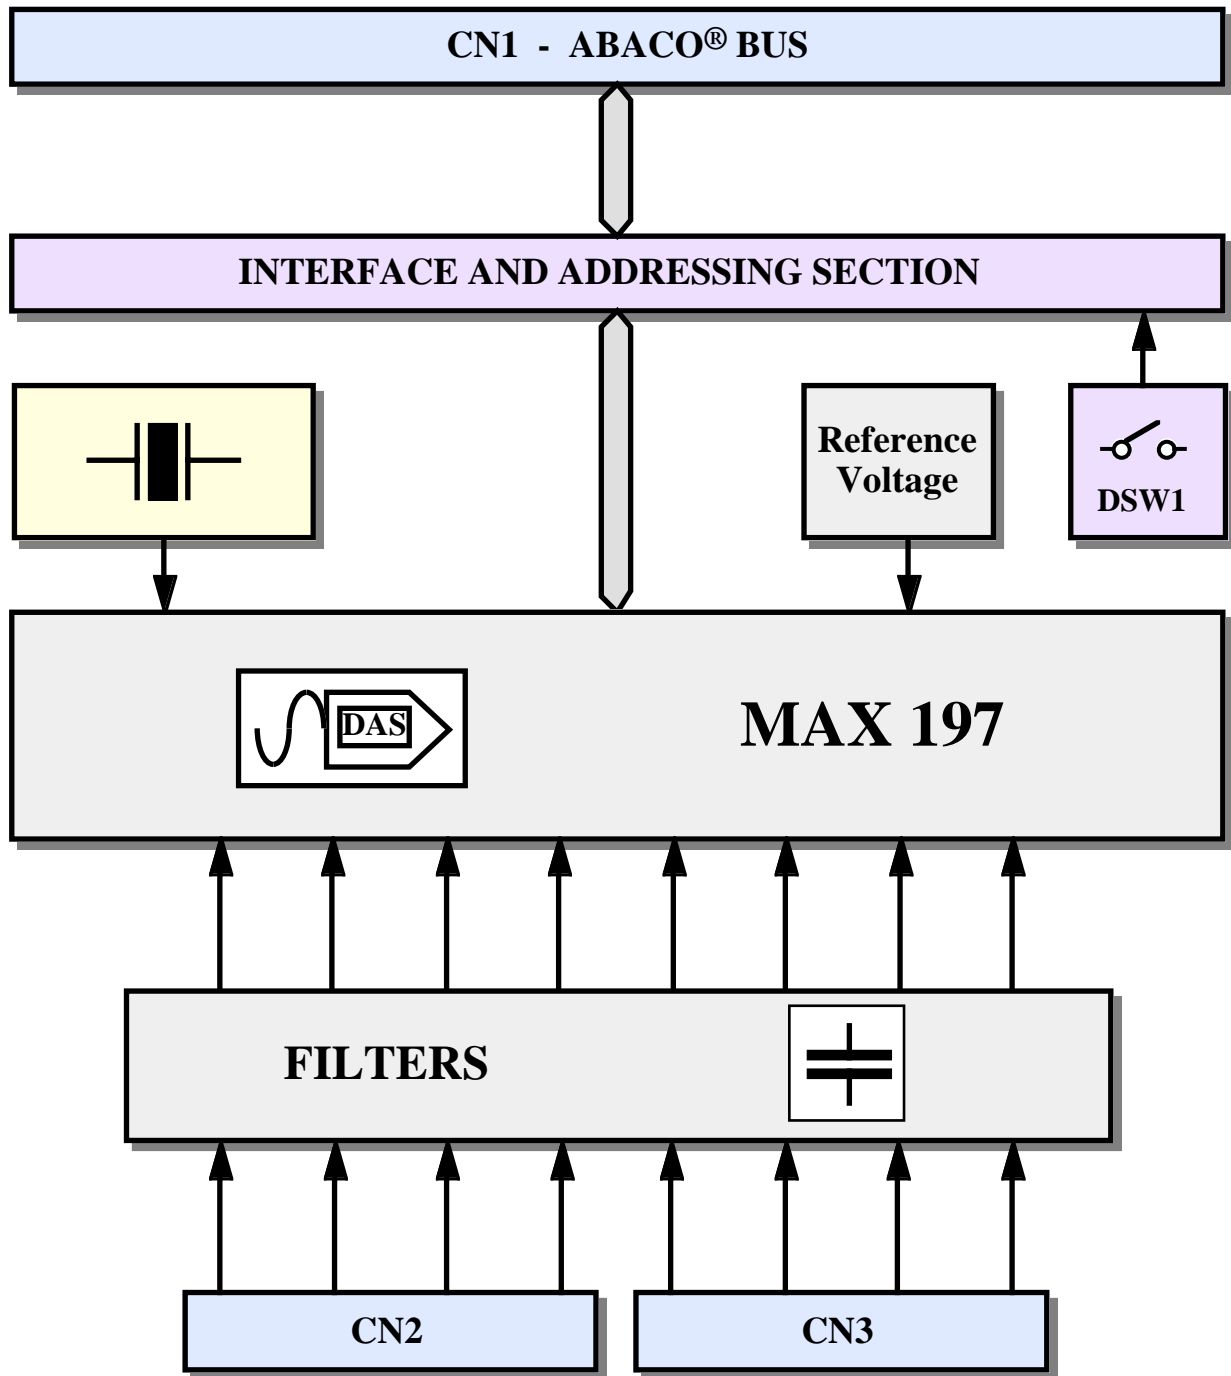 CN1 - ABACO® BUS
INTERFACE AND ADDRESSING SECTION
Reference
Voltage
DSW1
DAS
MAX 197
FILTERS
CN2
CN3